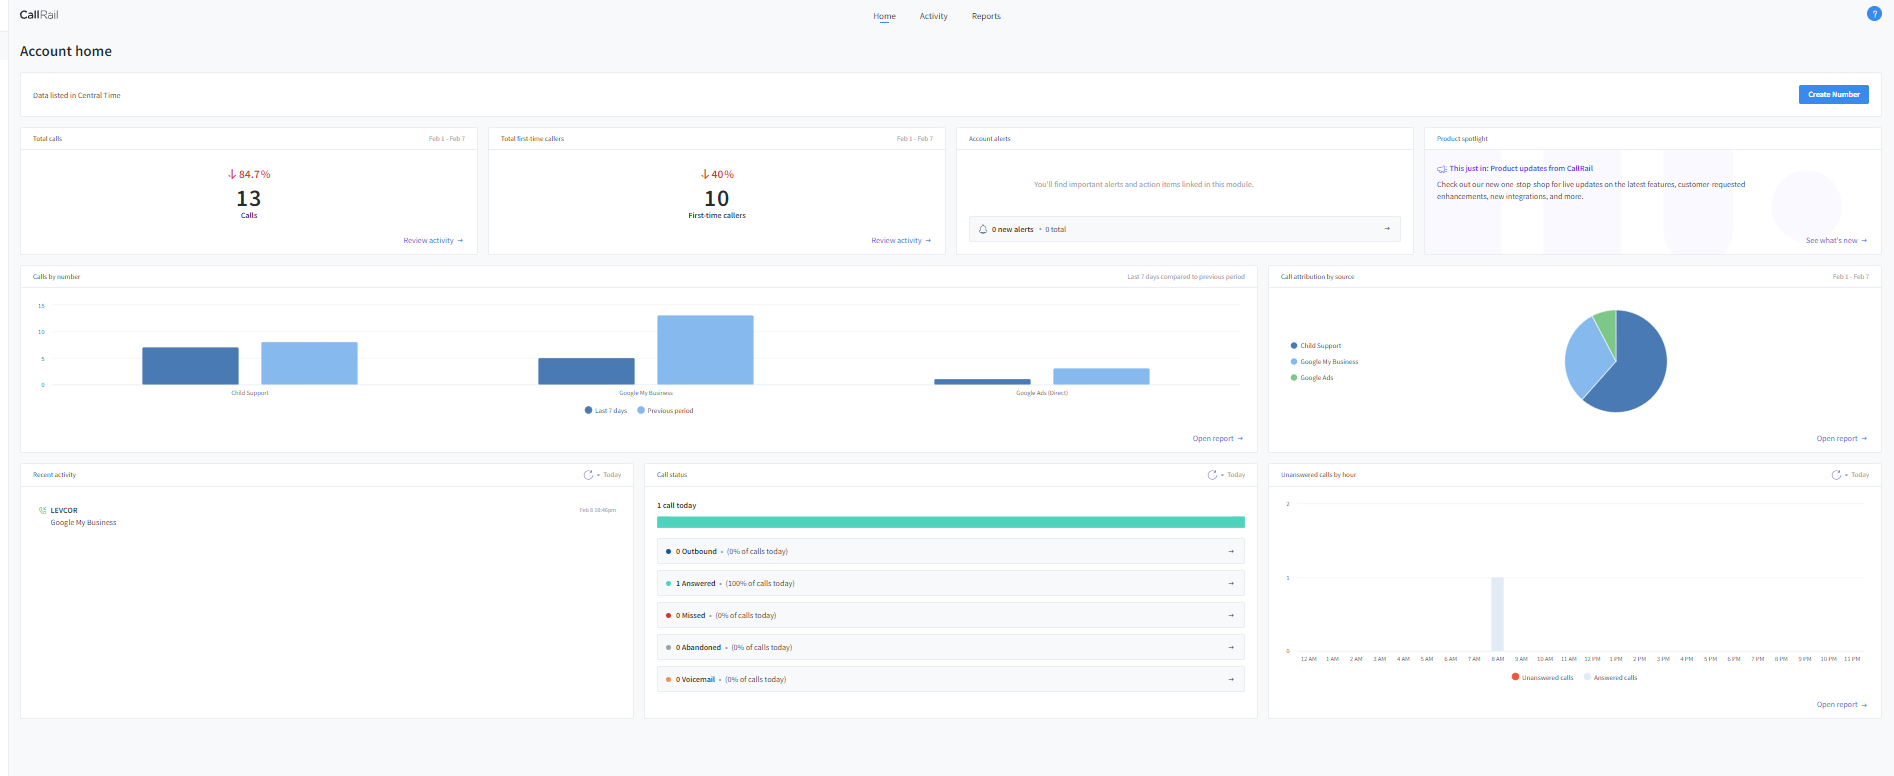 CallRail
Home Activity Reports
?
Account home
Data listed in Central Time
Create Number
Total calls Feb 1 - Feb 7
↓ 84.7%
13
Calls
Review activity →
Total first-time callers Feb 1 - Feb 7
↓ 40%
10
First-time callers
Review activity →
Account alerts
You'll find important alerts and action items linked in this module.
0 new alerts • 0 total →
Product spotlight
This just in: Product updates from CallRail
Check out our new one-stop-shop for live updates on the latest features, customer-requested
enhancements, new integrations, and more.
See what's new →
Calls by number Last 7 days compared to previous period
15
10
5
0
Child Support Google My Business Google Ads (Direct)
Last 7 days Previous period
Open report →
Call attribution by source Feb 1 - Feb 7
Child Support
Google My Business
Google Ads
Open report →
Recent activity Today
LEVCOR
Google My Business
Call status Today
1 call today
0 Outbound • (0% of calls today) →
1 Answered • (100% of calls today) →
0 Missed • (0% of calls today) →
0 Abandoned • (0% of calls today) →
0 Voicemail • (0% of calls today) →
Unanswered calls by hour Today
2
1
0
12 AM 1 AM 2 AM 3 AM 4 AM 5 AM 6 AM 7 AM 8 AM 9 AM 10 AM 11 AM 12 PM 1 PM 2 PM 3 PM 4 PM 5 PM 6 PM 7 PM 8 PM 9 PM 10 PM 11 PM
Unanswered calls Answered calls
Open report →